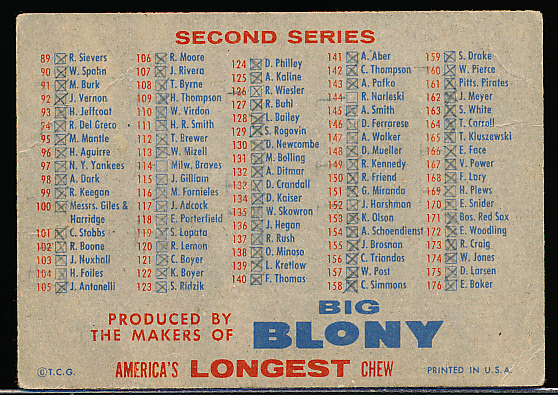 SECOND SERIES
89 R. Sievers
90 W. Spahn
91 M. Burk
92 J. Vernon
93 H. Jeffcoat
94 R. Del Greco
95 M. Mantle
96 H. Aguirre
97 N. Y. Yankees
98 A. Dark
99 R. Keegan
100 Messrs. Giles &
Harridge
101 C. Stobbs
102 R. Boone
103 J. Nuxhall
104 H. Foiles
105 J. Antonelli
106 R. Moore
107 J. Rivera
108 T. Byrne
109 H. Thompson
110 W. Virdon
111 H. R. Smith
112 T. Brewer
113 W. Mizell
114 Milw. Braves
115 J. Gilliam
116 M. Fornieles
117 J. Adcock
118 E. Porterfield
119 S. Lopata
120 R. Lemon
121 C. Boyer
122 K. Boyer
123 S. Ridzik
124 D. Philley
125 A. Kaline
126 R. Wiesler
127 R. Buhl
128 L. Bailey
129 S. Rogovin
130 D. Newcombe
131 M. Bolling
132 A. Ditmar
133 D. Crandall
134 D. Kaiser
135 W. Skowron
136 J. Hegan
137 R. Rush
138 O. Minoso
139 L. Kretlow
140 F. Thomas
141 A. Aber
142 C. Thompson
143 A. Pafko
144 R. Narleski
145 A. Smith
146 D. Ferrarese
147 A. Walker
148 D. Mueller
149 R. Kennedy
150 R. Friend
151 G. Miranda
152 J. Harshman
153 K. Olson
154 A. Schoendienst
155 J. Brosnan
156 C. Triandos
157 W. Post
158 C. Simmons
159 S. Drake
160 W. Pierce
161 Pitts. Pirates
162 J. Meyer
163 S. White
164 T. Carroll
165 T. Kluszewski
166 E. Face
167 V. Power
168 F. Lary
169 H. Plews
170 E. Snider
171 Bos. Red Sox
172 E. Woodling
173 R. Craig
174 W. Jones
175 D. Larsen
176 E. Baker
PRODUCED BY
THE MAKERS OF
BIG
BLONY
© T.C.G.
AMERICA'S LONGEST CHEW
PRINTED IN U.S.A.